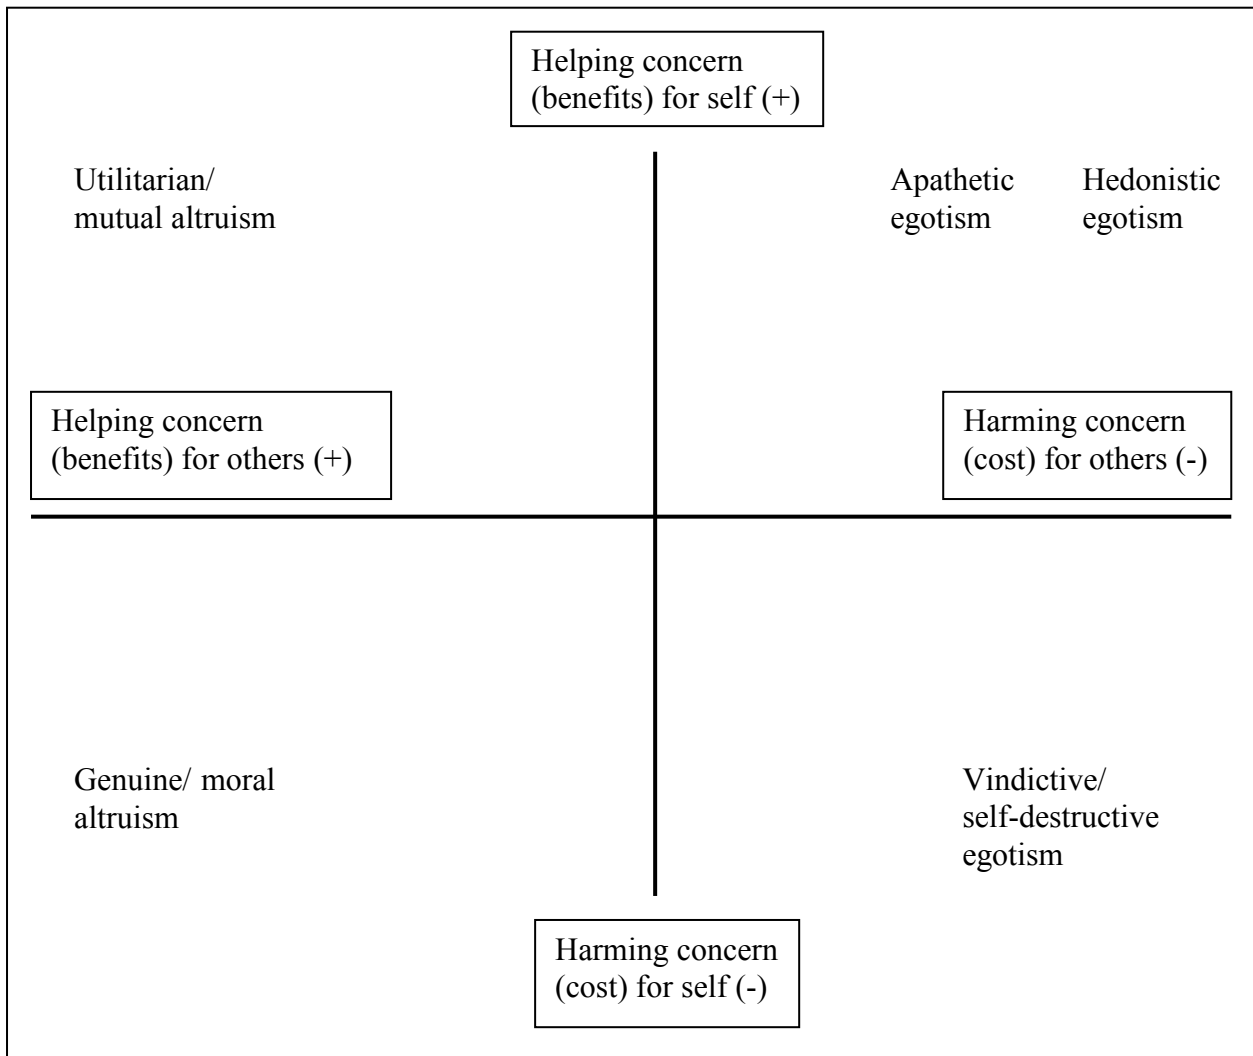 Helping concern
(benefits) for self (+)
Utilitarian/
mutual altruism
Apathetic
egotism
Hedonistic
egotism
Helping concern
(benefits) for others (+)
Harming concern
(cost) for others (-)
Genuine/ moral
altruism
Vindictive/
self-destructive
egotism
Harming concern
(cost) for self (-)